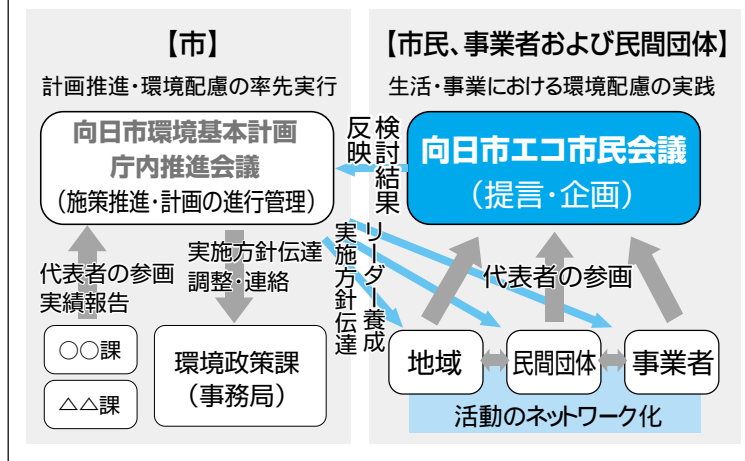 【市】
計画推進・環境配慮の率先実行
向日市環境基本計画
庁内推進会議
（施策推進・計画の進行管理）
代表者の参画
実績報告
実施方針伝達
調整・連絡
○○課
△△課
環境政策課
（事務局）
検討結果
反映
リーダー養成
実施方針伝達
【市民、事業者および民間団体】
生活・事業における環境配慮の実践
向日市エコ市民会議
（提言・企画）
代表者の参画
地域
民間団体
事業者
活動のネットワーク化